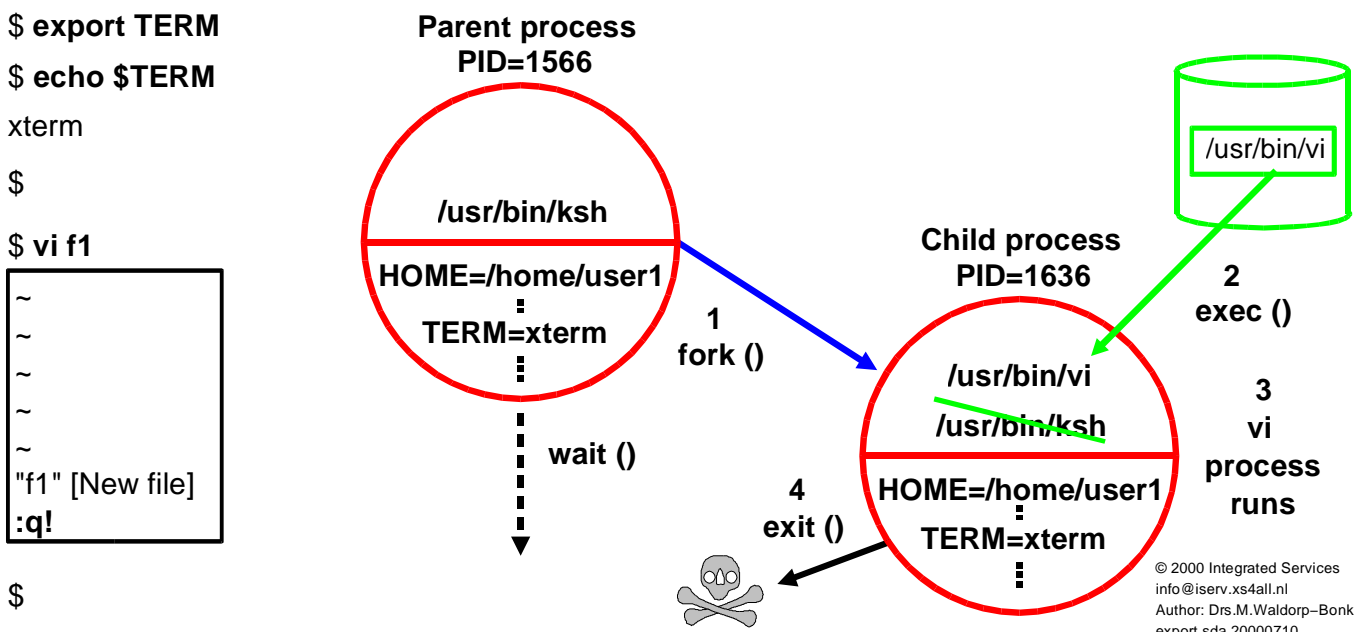 $ export TERM
$ echo $TERM
xterm
$
$ vi f1
~
~
~
~
~
"f1" [New file]
:q!
$
Parent process
PID=1566
/usr/bin/ksh
HOME=/home/user1
TERM=xterm
wait ()
1
fork ()
Child process
PID=1636
/usr/bin/vi
/usr/bin/ksh
HOME=/home/user1
TERM=xterm
/usr/bin/vi
2
exec ()
3
vi
process
runs
4
exit ()
© 2000 Integrated Services
info@iserv.xs4all.nl
Author: Drs.M.Waldorp–Bonk
export.sda 20000710